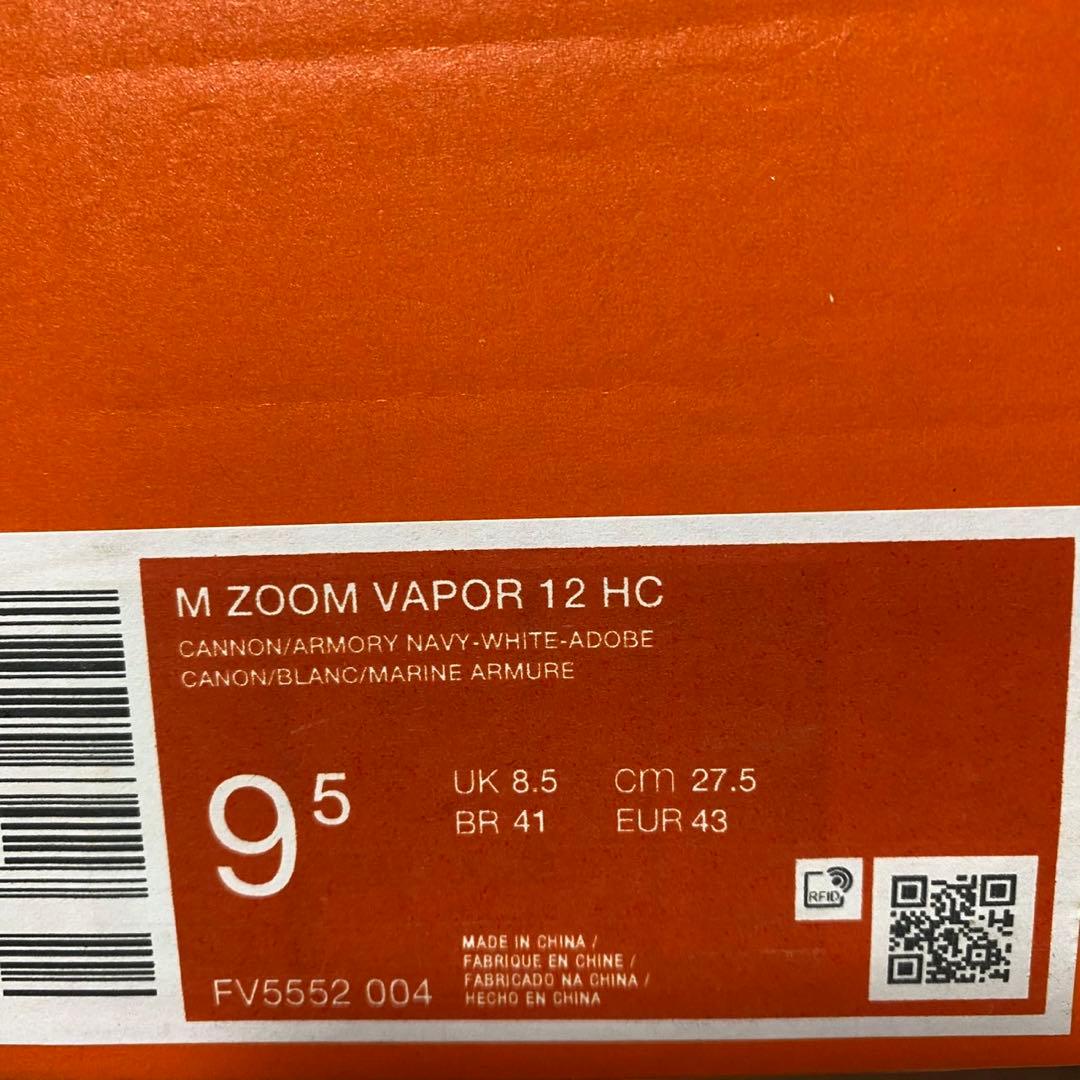 M ZOOM VAPOR 12 HC
CANNON/ARMORY NAVY-WHITE-ADOBE
CANON/BLANC/MARINE ARMURE
9⁵
UK 8.5 cm 27.5
BR 41 EUR 43
RFID
MADE IN CHINA /
FABRIQUE EN CHINE /
FABRICADO NA CHINA /
HECHO EN CHINA
FV5552 004